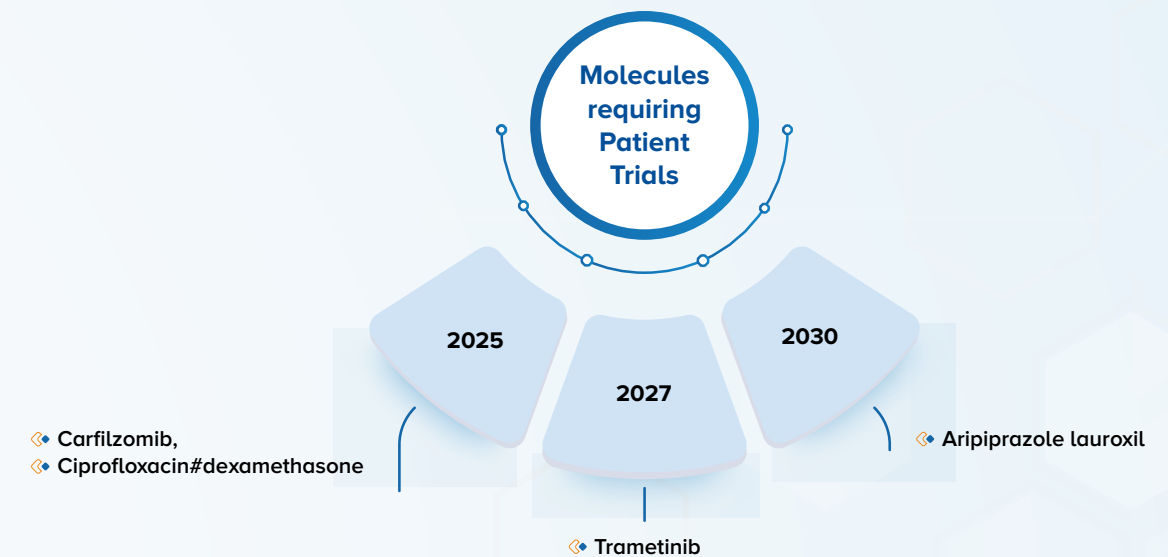 Molecules
requiring
Patient
Trials
2025
2027
2030
Carfilzomib,
Ciprofloxacin#dexamethasone
Trametinib
Aripiprazole lauroxil